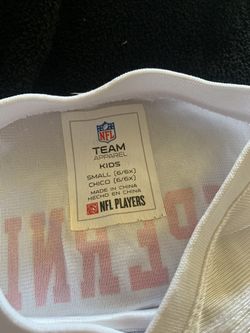 NFL
TEAM
APPAREL
KIDS
SMALL (6/6X)
CHICO (6/6X)
MADE IN CHINA
HECHO EN CHINA
NFL PLAYERS